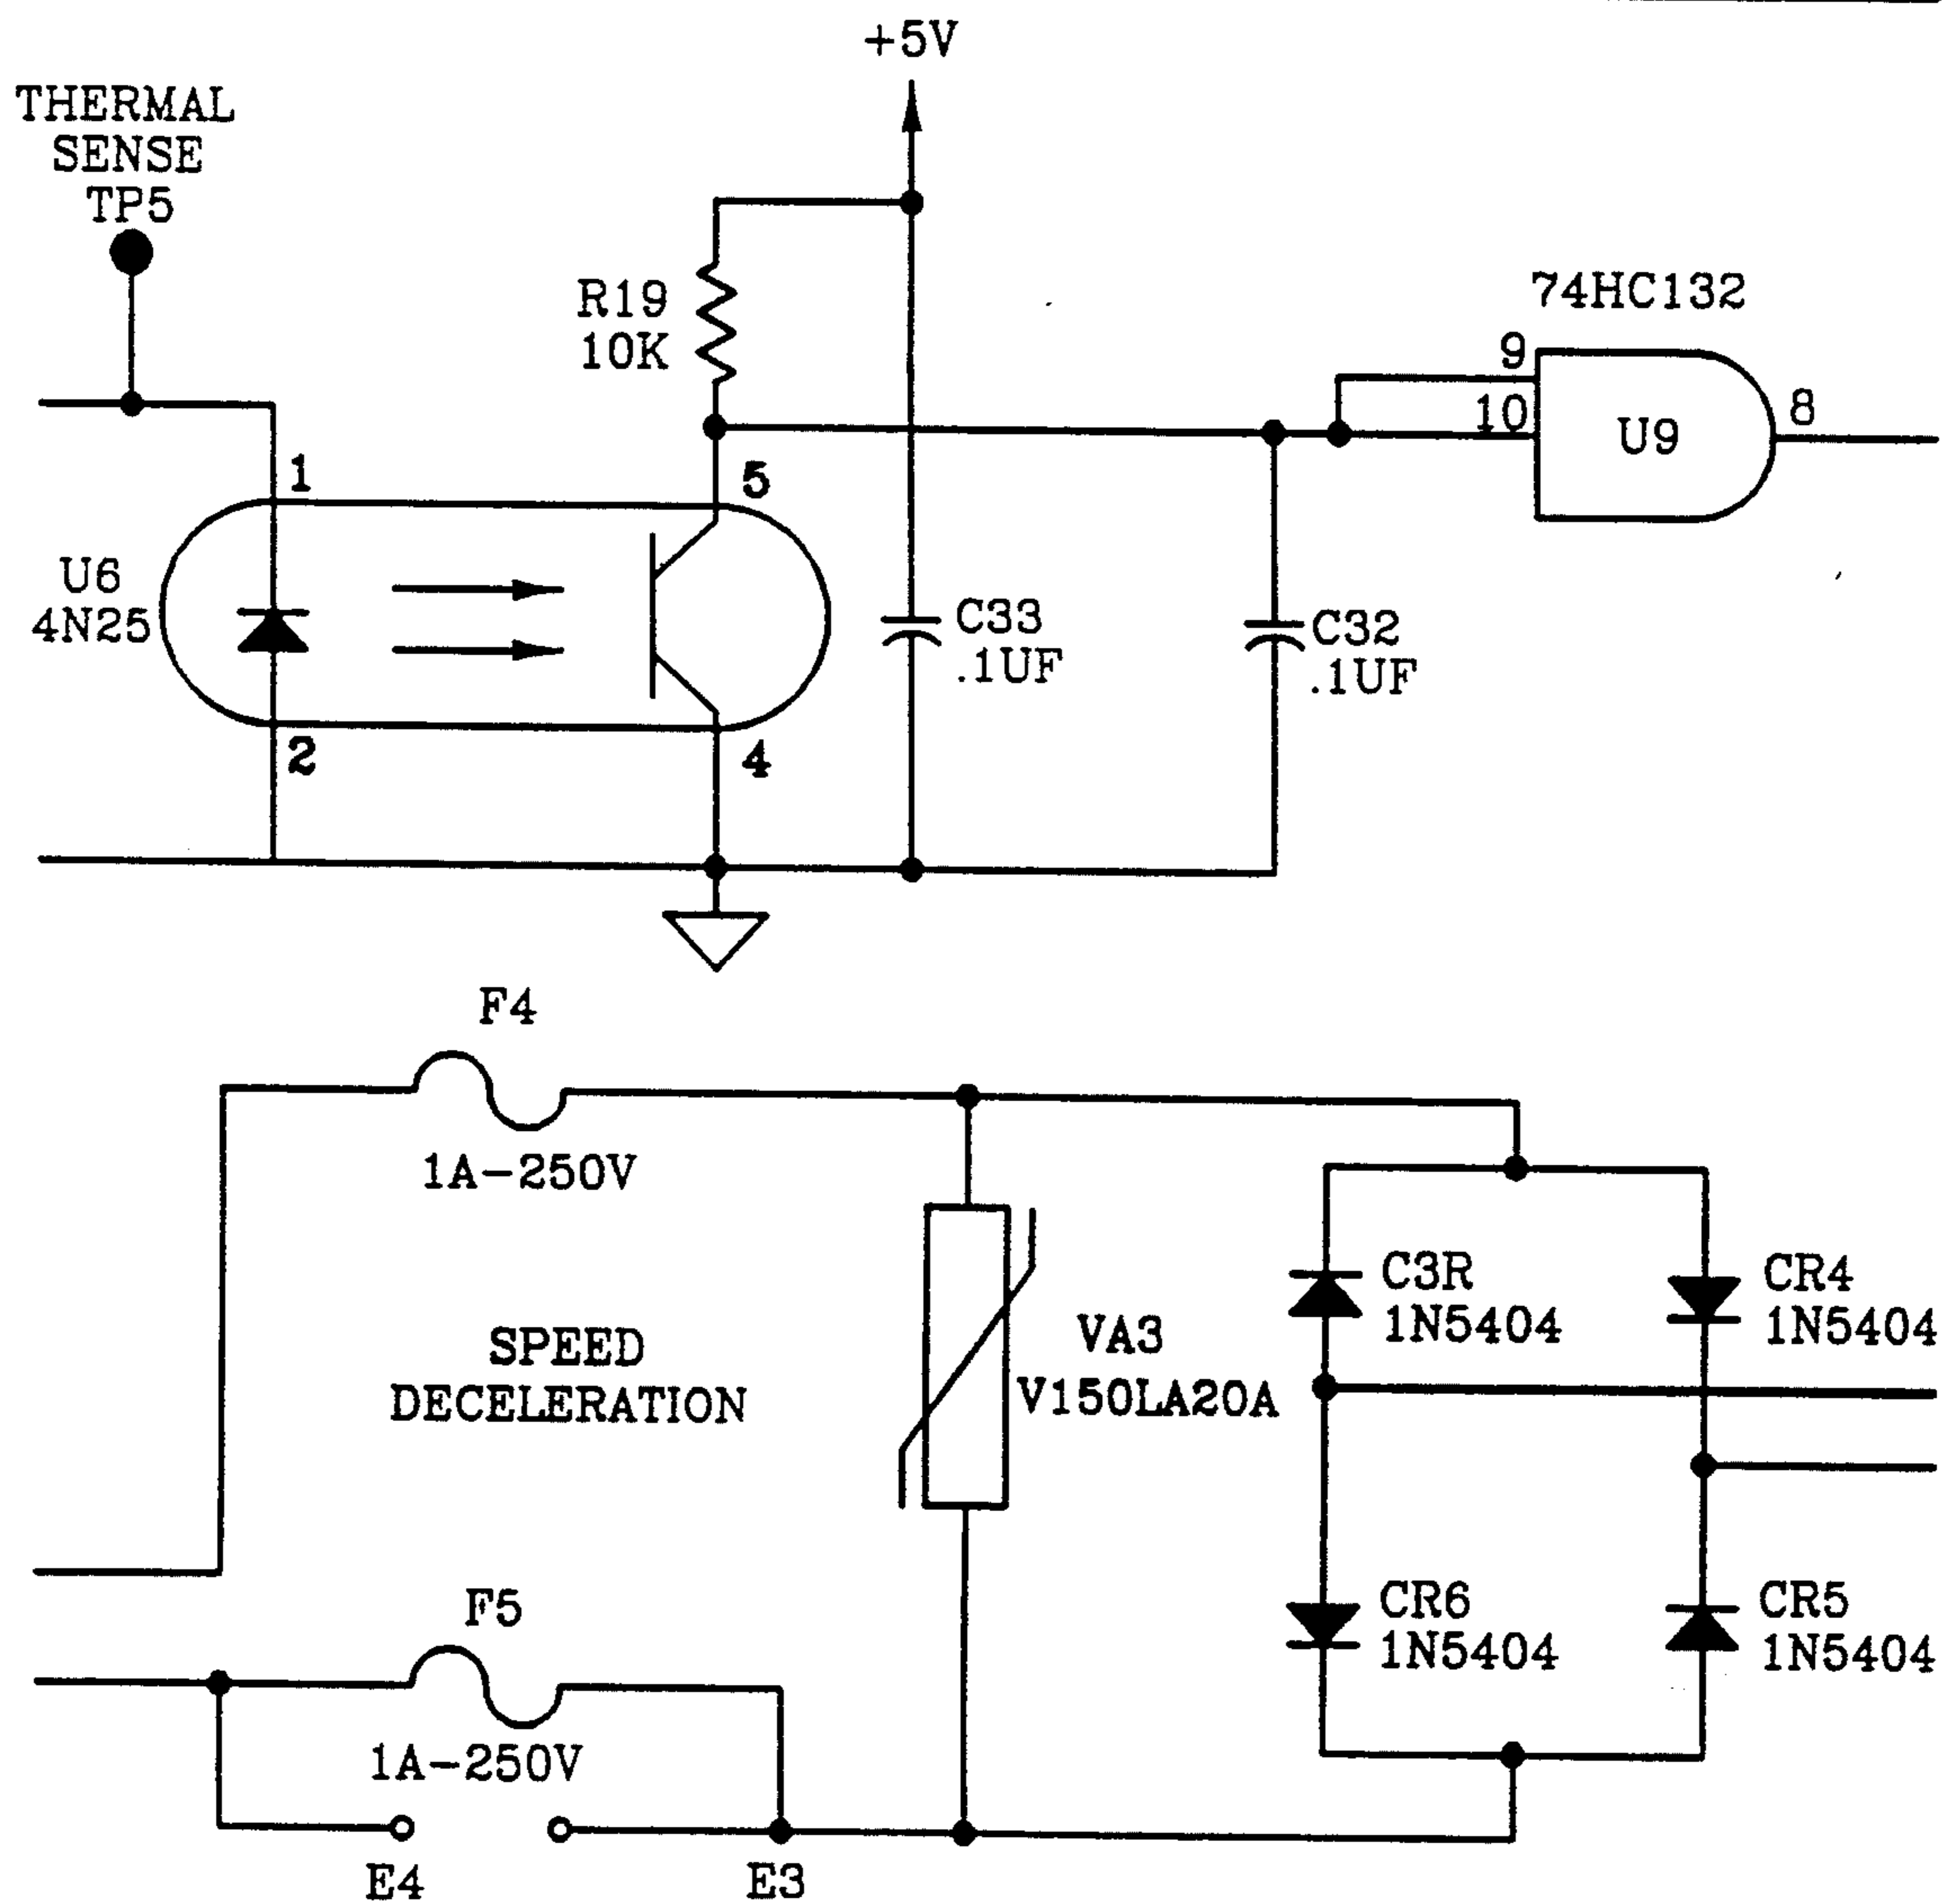 +5V
THERMAL
SENSE
TP5
R19
10K
74HC132
9
10
8
U9
1
5
U6
4N25
C33
.1UF
C32
.1UF
2
4
F4
1A-250V
SPEED
DECELERATION
VA3
V150LA20A
C3R
1N5404
CR4
1N5404
F5
1A-250V
CR6
1N5404
CR5
1N5404
E4
E3